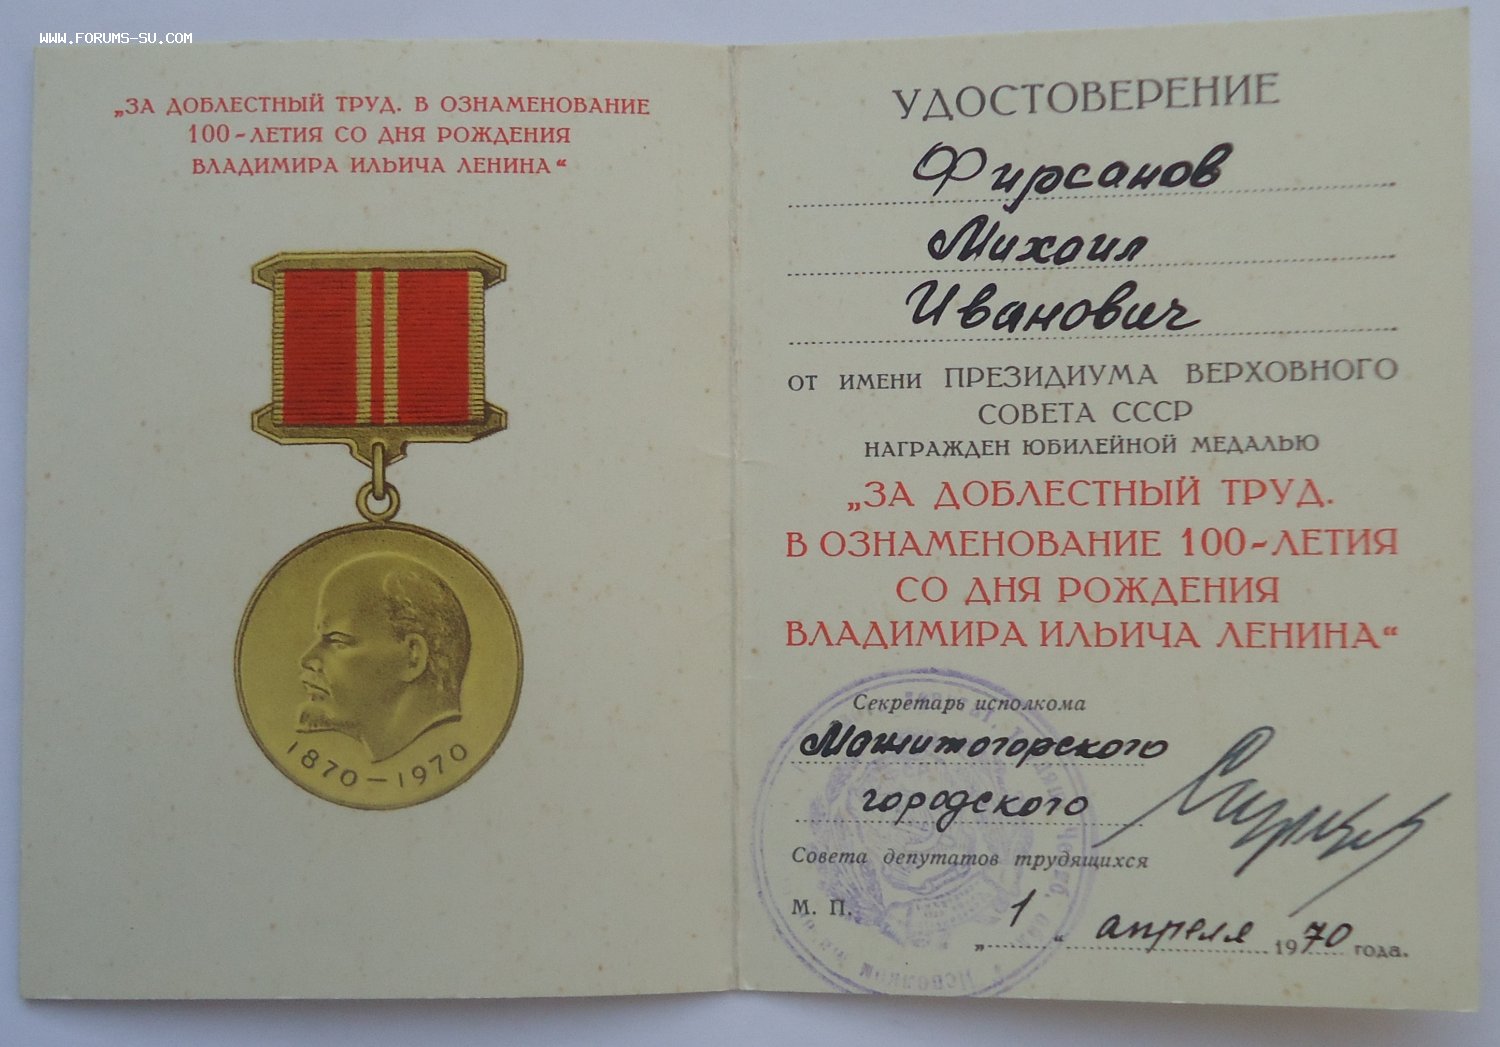 WWW.FORUMS-SU.COM
„ЗА ДОБЛЕСТНЫЙ ТРУД. В ОЗНАМЕНОВАНИЕ
100-ЛЕТИЯ СО ДНЯ РОЖДЕНИЯ
ВЛАДИМИРА ИЛЬИЧА ЛЕНИНА“
1870-1970
УДОСТОВЕРЕНИЕ
Фирсанов
Михаил
Иванович
ОТ ИМЕНИ ПРЕЗИДИУМА ВЕРХОВНОГО
СОВЕТА СССР
НАГРАЖДЕН ЮБИЛЕЙНОЙ МЕДАЛЬЮ
„ЗА ДОБЛЕСТНЫЙ ТРУД.
В ОЗНАМЕНОВАНИЕ 100-ЛЕТИЯ
СО ДНЯ РОЖДЕНИЯ
ВЛАДИМИРА ИЛЬИЧА ЛЕНИНА“
Секретарь исполкома
Магнитогорского
городского
Совета депутатов трудящихся
М. П.
„1“ апреля 1970 года.